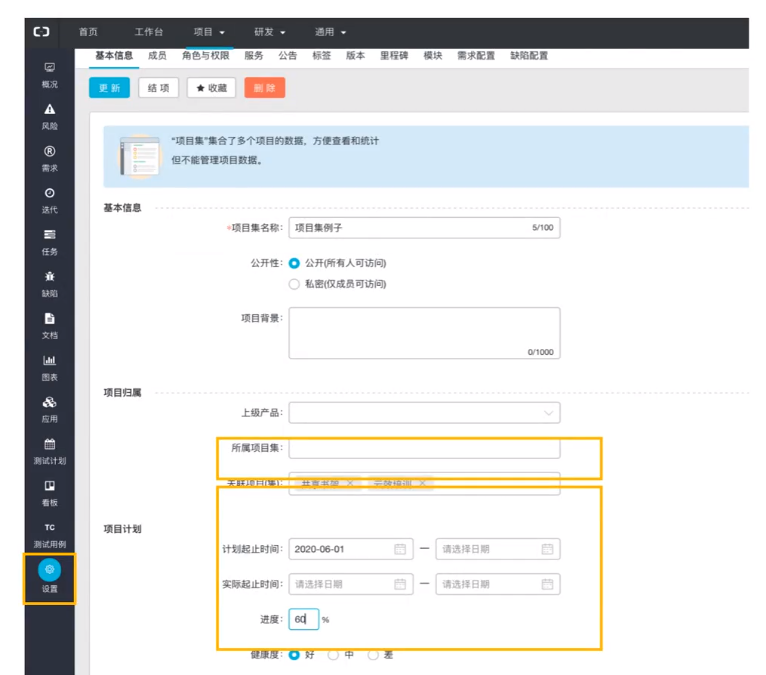 首页 工作台 项目 研发 通用
基本信息 成员 角色与权限 服务 公告 标签 版本 里程碑 模块 需求配置 缺陷配置
更新 结项 ★收藏 删除
概况
风险
需求
迭代
任务
缺陷
文档
图表
应用
测试计划
看板
TC
测试用例
设置
“项目集”集合了多个项目的数据，方便查看和统计
但不能管理项目数据。
基本信息
*项目集名称: 项目集例子 5/100
公开性: 公开(所有人可访问)
私密(仅成员可访问)
项目背景:
0/1000
项目归属
上级产品:
所属项目集:
关联项目(集):
项目计划
计划起止时间: 2020-06-01 — 请选择日期
实际起止时间: 请选择日期 — 请选择日期
进度: 60 %
健康度: 好 中 差